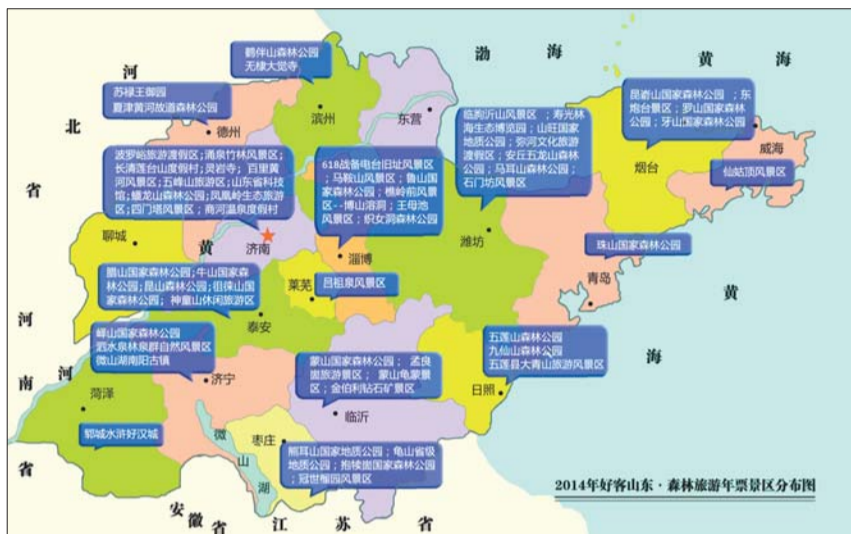 渤 海
黄 海
河
北
省
鹤伴山森林公园
无棣大觉寺
苏禄王御园
夏津黄河故道森林公园
滨州
东营
德州
临朐沂山风景区 ；寿光林
海生态博览园；山旺国家
地质公园；弥河文化旅游
渡假区；安丘五龙山森林
公园；马耳山森林公园；
石门坊风景区
昆嵛山国家森林公园 ；东
炮台景区；罗山国家森林
公园；牙山国家森林公园
威海
烟台
仙姑顶风景区
波罗峪旅游渡假区;涌泉竹林风景区;
长清莲台山度假村;灵岩寺；百里黄
河风景区;五峰山旅游区;山东省科技
馆;蟠龙山森林公园;凤凰岭生态旅游
区;四门塔风景区；商河温泉度假村
618战备电台旧址风景区
；马鞍山风景区；鲁山国
家森林公园；樵岭前风景
区--博山溶洞；王母池
风景区；织女洞森林公园
聊城
黄
济南
淄博
潍坊
珠山国家森林公园
青岛
腊山国家森林公园;牛山国家森
林公园;昆山森林公园;徂徕山国
家森林公园；神童山休闲旅游区
莱芜
吕祖泉风景区
泰安
黄
海
河
南
省
河
峄山国家森林公园
泗水泉林泉群自然风景区
微山湖南阳古镇
济宁
菏泽
郓城水浒好汉城
蒙山国家森林公园；孟良
崮旅游景区；蒙山龟蒙景
区；金伯利钻石矿景区
临沂
五莲山森林公园
九仙山森林公园
五莲县大青山旅游风景区
日照
微
山
湖
枣庄
熊耳山国家地质公园；龟山省级
地质公园；抱犊崮国家森林公园
；冠世榴园风景区
安徽省
江苏省
2014年好客山东·森林旅游年票景区分布图